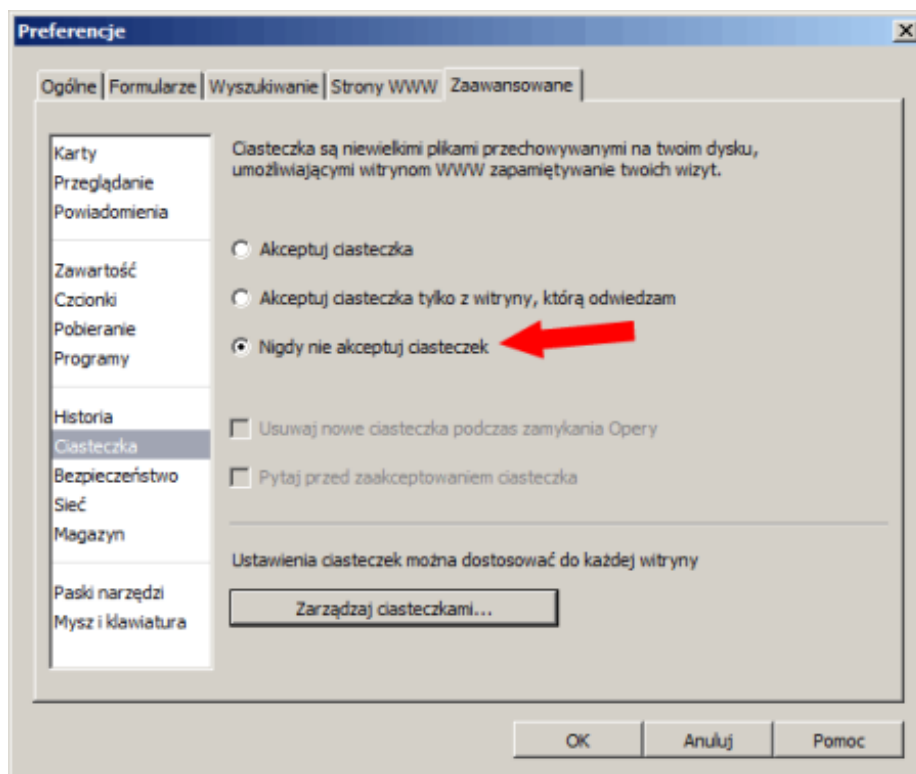 Preferencje
Ogólne Formularze Wyszukiwanie Strony WWW Zaawansowane
Karty
Przeglądanie
Powiadomienia
Zawartość
Czcionki
Pobieranie
Programy
Historia
Ciasteczka
Bezpieczeństwo
Sieć
Magazyn
Paski narzędzi
Mysz i klawiatura
Ciasteczka są niewielkimi plikami przechowywanymi na twoim dysku,
umożliwiającymi witrynom WWW zapamiętywanie twoich wizyt.
Akceptuj ciasteczka
Akceptuj ciasteczka tylko z witryny, którą odwiedzam
Nigdy nie akceptuj ciasteczek
Usuwaj nowe ciasteczka podczas zamykania Opery
Pytaj przed zaakceptowaniem ciasteczka
Ustawienia ciasteczek można dostosować do każdej witryny
Zarządzaj ciasteczkami...
OK Anuluj Pomoc